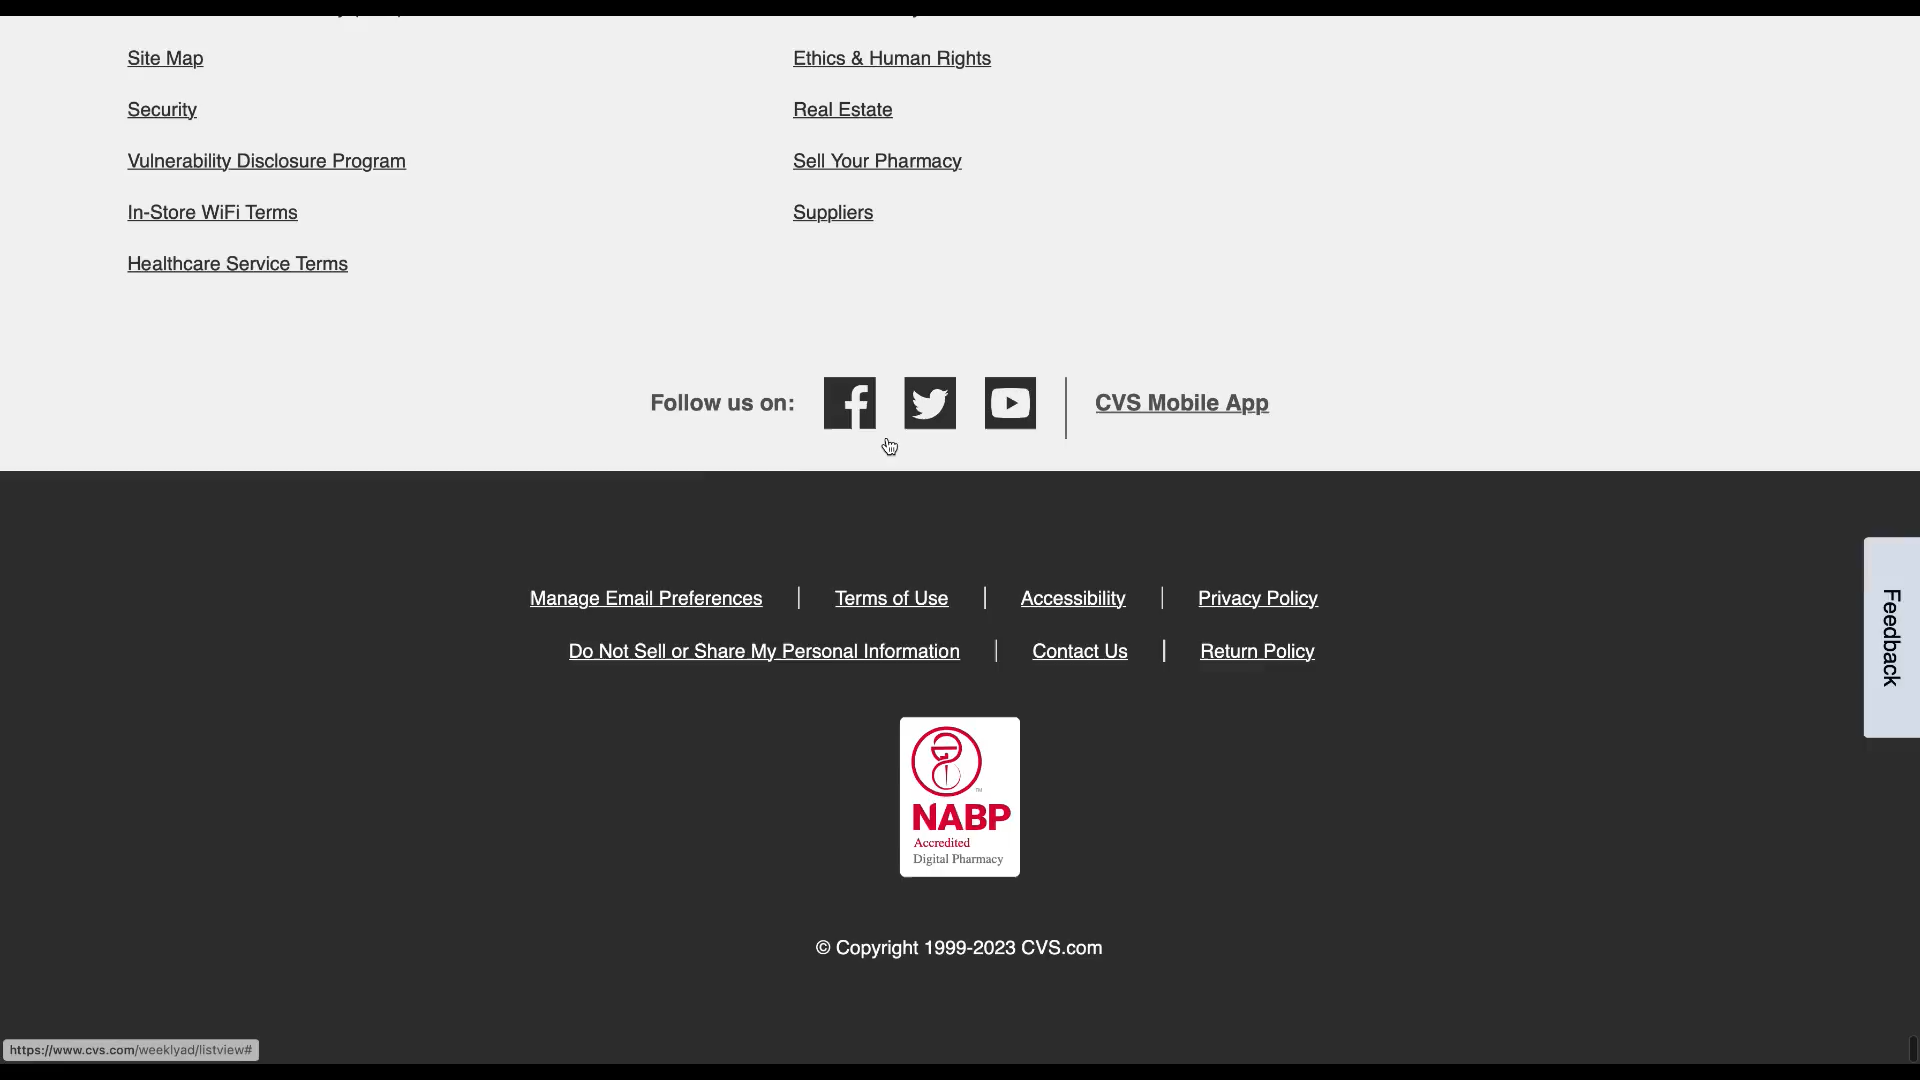 Site Map
Ethics & Human Rights
Security
Real Estate
Vulnerability Disclosure Program
Sell Your Pharmacy
In-Store WiFi Terms
Suppliers
Healthcare Service Terms
Follow us on:
CVS Mobile App
Manage Email Preferences | Terms of Use | Accessibility | Privacy Policy
Do Not Sell or Share My Personal Information | Contact Us | Return Policy
Feedback
NABP
Accredited
Digital Pharmacy
© Copyright 1999-2023 CVS.com
https://www.cvs.com/weeklyad/listview#